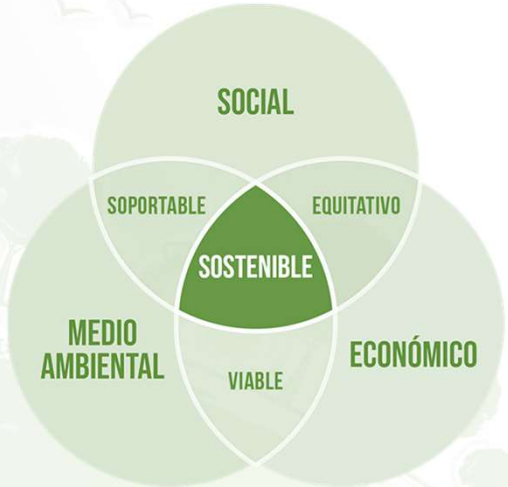 SOCIAL
SOPORTABLE
EQUITATIVO
SOSTENIBLE
MEDIO
AMBIENTAL
ECONÓMICO
VIABLE